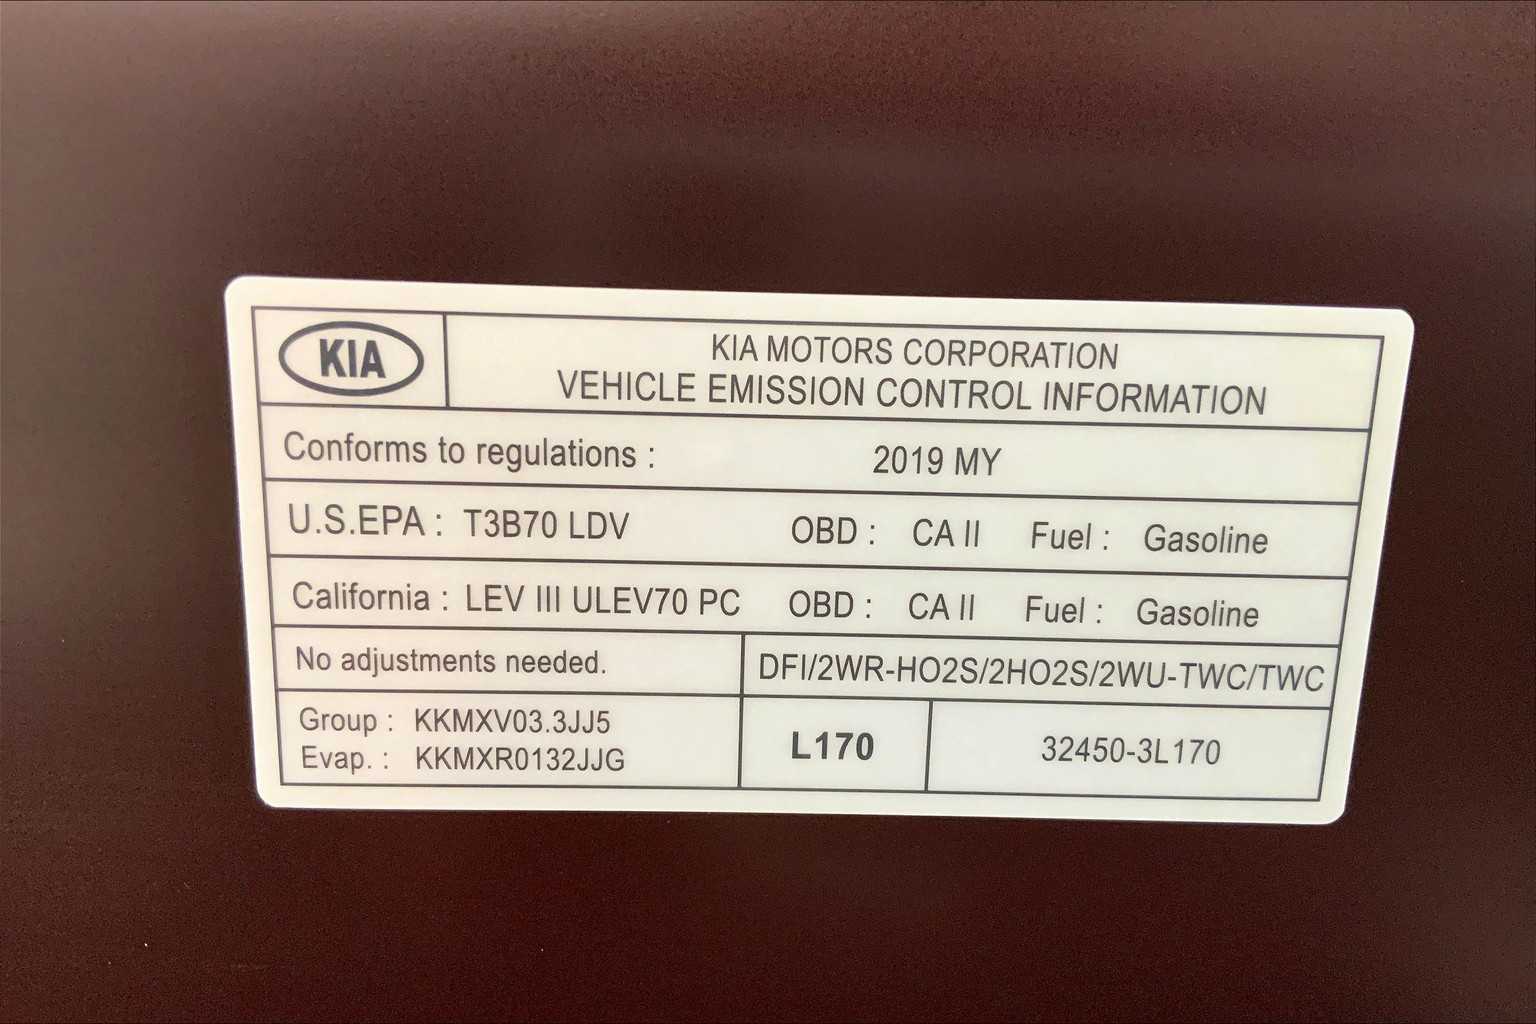 KIA
KIA MOTORS CORPORATION
VEHICLE EMISSION CONTROL INFORMATION
Conforms to regulations : 2019 MY
U.S.EPA : T3B70 LDV OBD : CA II Fuel : Gasoline
California : LEV III ULEV70 PC OBD : CA II Fuel : Gasoline
No adjustments needed. DFI/2WR-HO2S/2HO2S/2WU-TWC/TWC
Group : KKMXV03.3JJ5
Evap. : KKMXR0132JJG
L170
32450-3L170